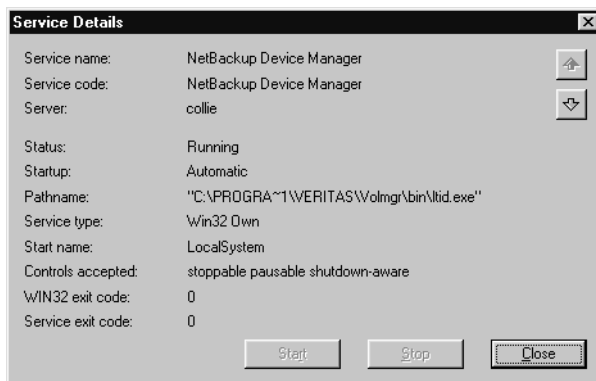 Service Details
Service name: NetBackup Device Manager
Service code: NetBackup Device Manager
Server: collie
Status: Running
Startup: Automatic
Pathname: "C:\PROGRA~1\VERITAS\Volmgr\bin\ltid.exe"
Service type: Win32 Own
Start name: LocalSystem
Controls accepted: stoppable pausable shutdown-aware
WIN32 exit code: 0
Service exit code: 0
Start Stop Close